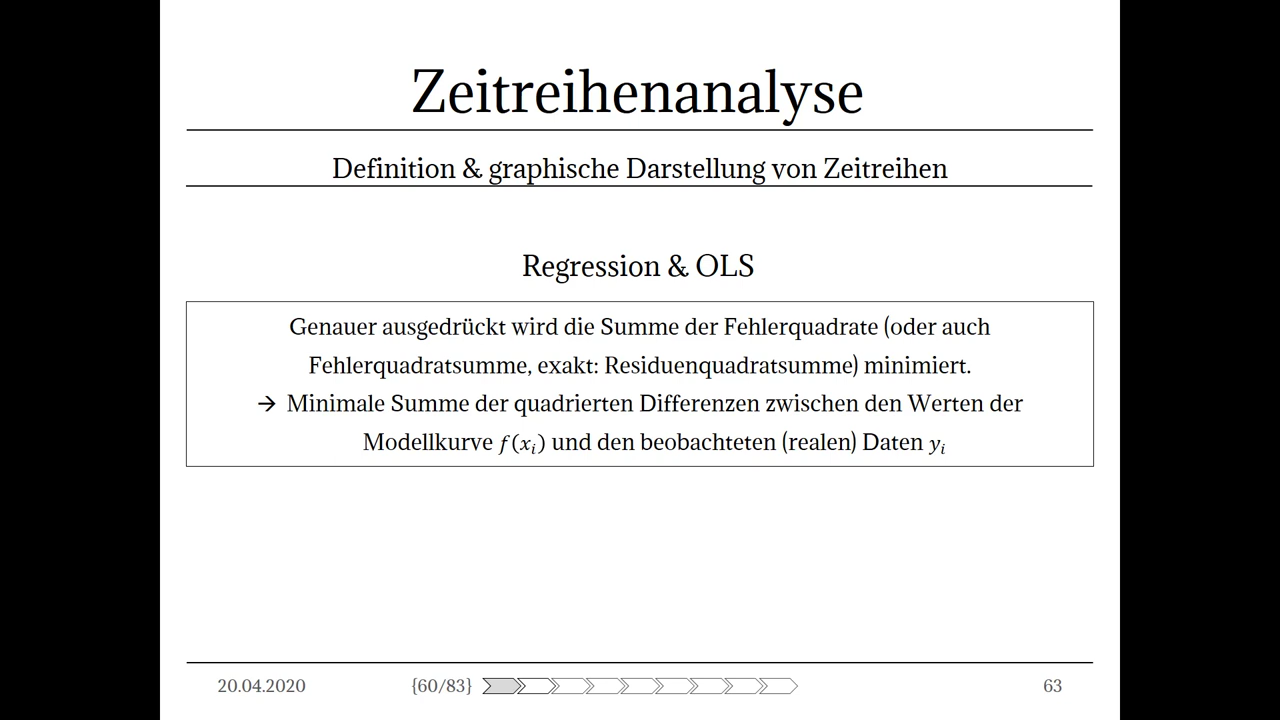 Zeitreihenanalyse
Definition & graphische Darstellung von Zeitreihen
Regression & OLS
Genauer ausgedrückt wird die Summe der Fehlerquadrate (oder auch
Fehlerquadratsumme, exakt: Residuenquadratsumme) minimiert.
→ Minimale Summe der quadrierten Differenzen zwischen den Werten der
Modellkurve f(xᵢ) und den beobachteten (realen) Daten yᵢ
20.04.2020 {60/83} 63